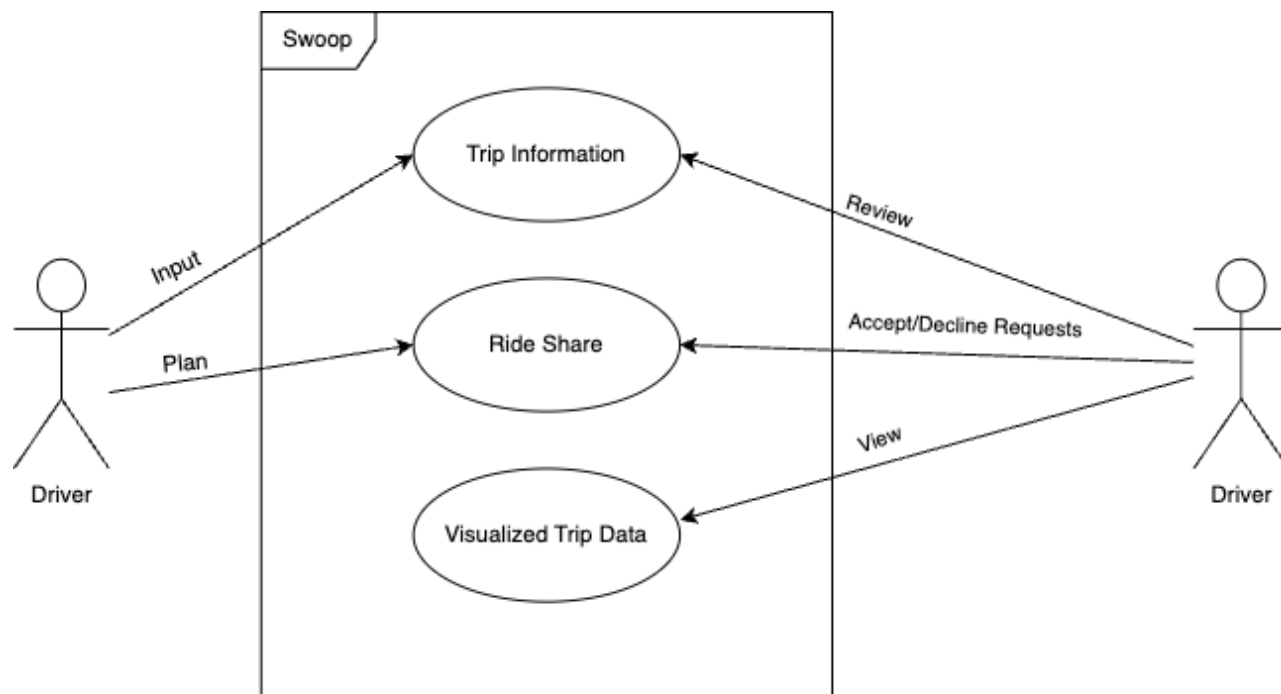 Swoop
Trip Information
Review
Input
Ride Share
Accept/Decline Requests
Plan
View
Driver
Driver
Visualized Trip Data